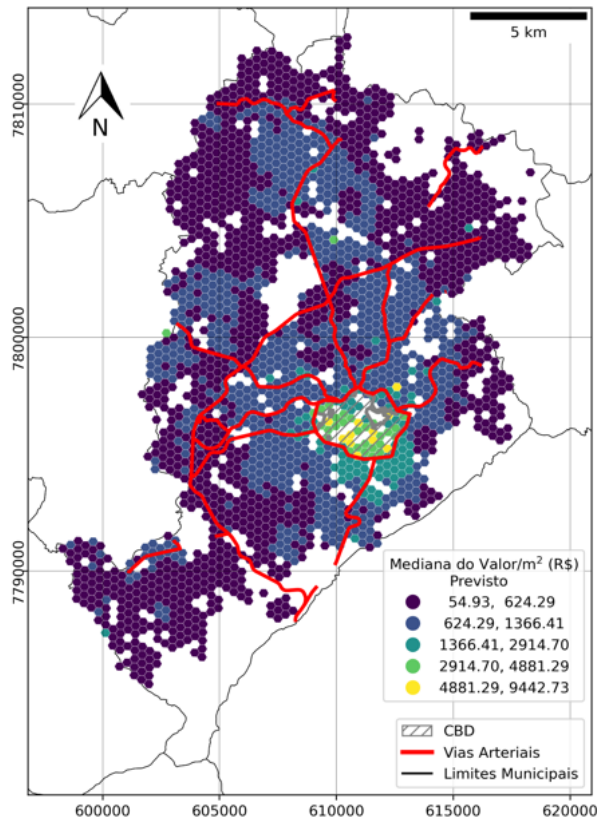 5 km
N
7810000
7800000
7790000
Mediana do Valor/m² (R$)
Previsto
54.93, 624.29
624.29, 1366.41
1366.41, 2914.70
2914.70, 4881.29
4881.29, 9442.73
CBD
Vias Arteriais
Limites Municipais
600000 605000 610000 615000 620000